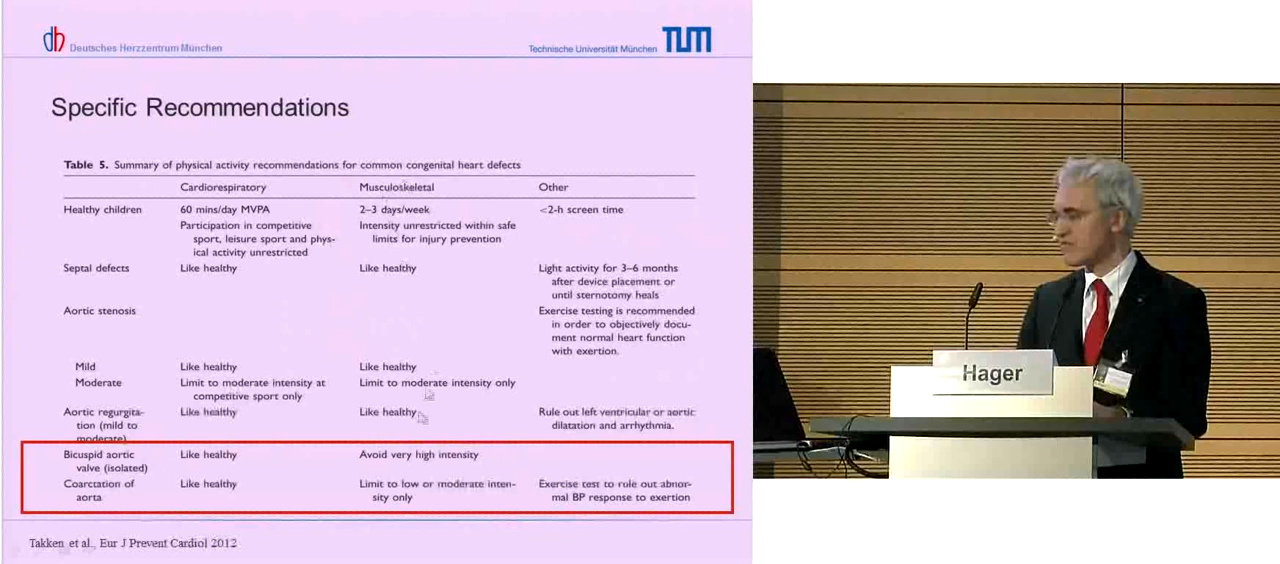 dh Deutsches Herzzentrum München
Technische Universität München TUM
Specific Recommendations
Table 5. Summary of physical activity recommendations for common congenital heart defects
Cardiorespiratory Musculoskeletal Other
Healthy children 60 mins/day MVPA 2–3 days/week <2-h screen time
Participation in competitive Intensity unrestricted within safe
sport, leisure sport and phys- limits for injury prevention
ical activity unrestricted
Septal defects Like healthy Like healthy Light activity for 3–6 months
after device placement or
until sternotomy heals
Aortic stenosis Exercise testing is recommended
in order to objectively docu-
ment normal heart function
with exertion.
Mild Like healthy Like healthy
Moderate Limit to moderate intensity at Limit to moderate intensity only
competitive sport only
Aortic regurgita- Like healthy Like healthy Rule out left ventricular or aortic
tion (mild to dilatation and arrhythmia.
moderate)
Bicuspid aortic Like healthy Avoid very high intensity
valve (isolated)
Coarctation of Like healthy Limit to low or moderate inten- Exercise test to rule out abnor-
aorta sity only mal BP response to exertion
Takken et al., Eur J Prevent Cardiol 2012
Hager